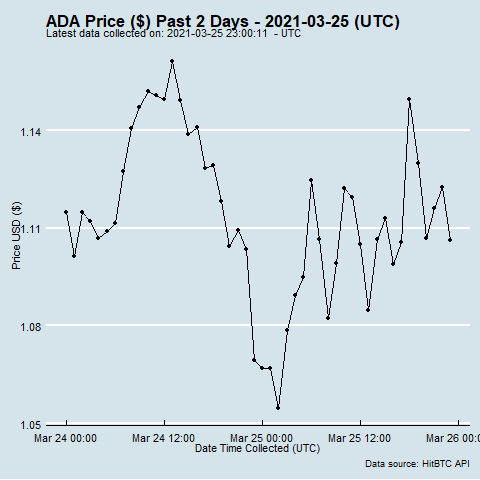 ADA Price ($) Past 2 Days - 2021-03-25 (UTC)
Latest data collected on: 2021-03-25 23:00:11 - UTC
1.14
1.11
1.08
1.05
Price USD ($)
Mar 24 00:00 Mar 24 12:00 Mar 25 00:00 Mar 25 12:00 Mar 26 00:00
Date Time Collected (UTC)
Data source: HitBTC API